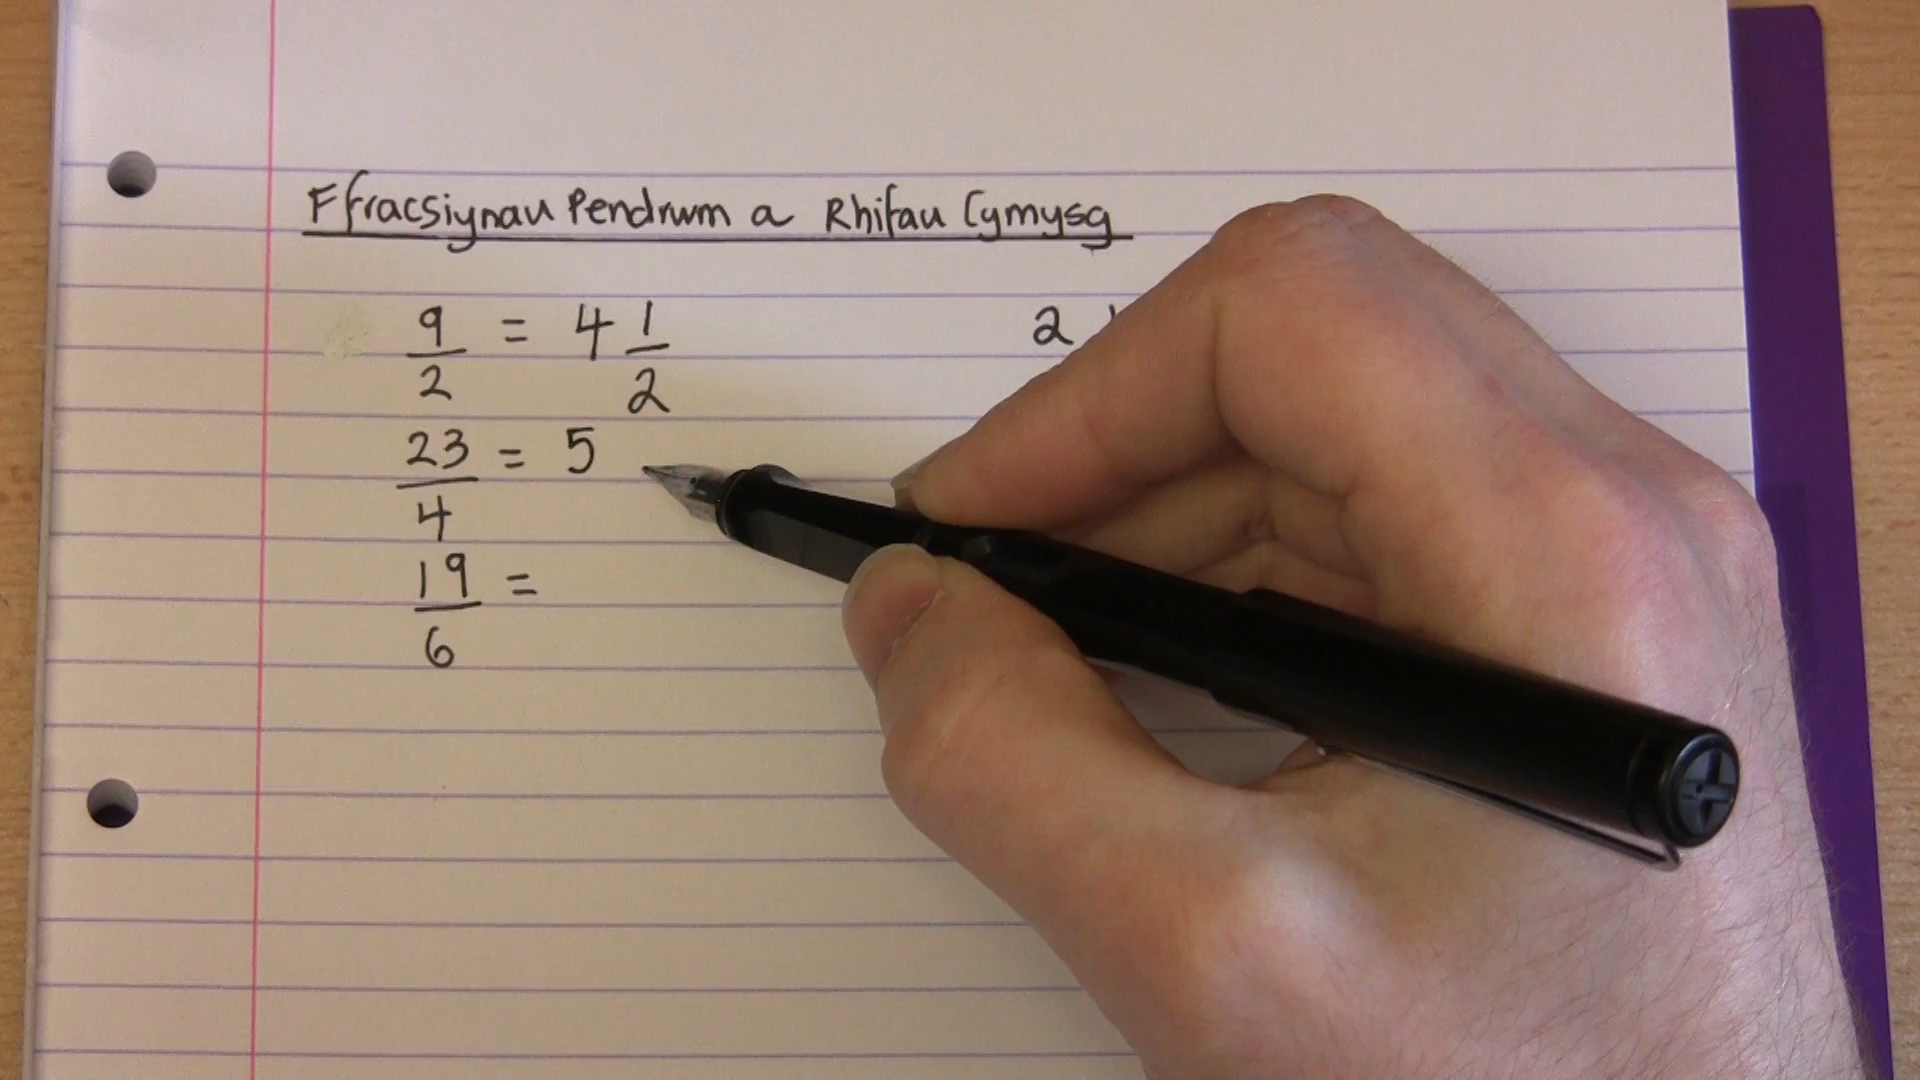 Ffracsiynau Pendrwm a Rhifau Cymysg
9/2 = 4 1/2 2
23/4 = 5
19/6 =